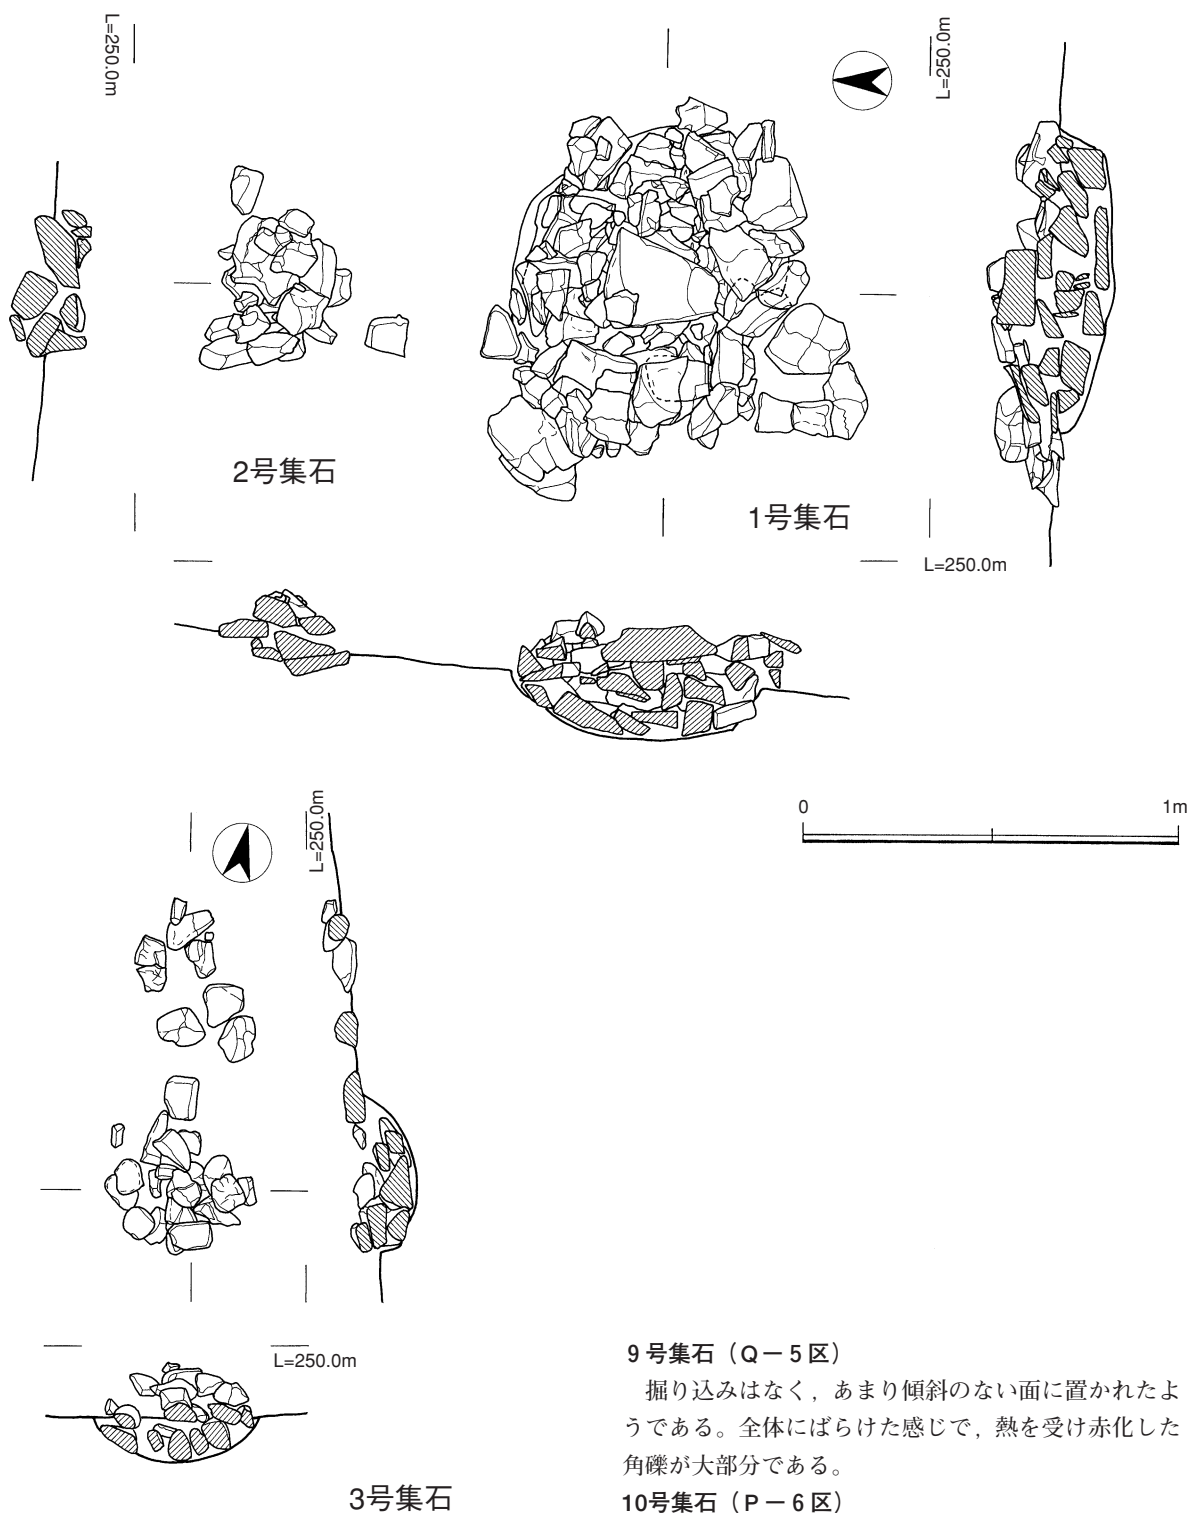 L=250.0m
L=250.0m
2号集石
1号集石
L=250.0m
0 1m
L=250.0m
L=250.0m
3号集石
9号集石（Q－5区）
掘り込みはなく，あまり傾斜のない面に置かれたよ
うである。全体にばらけた感じで，熱を受け赤化した
角礫が大部分である。
10号集石（P－6区）